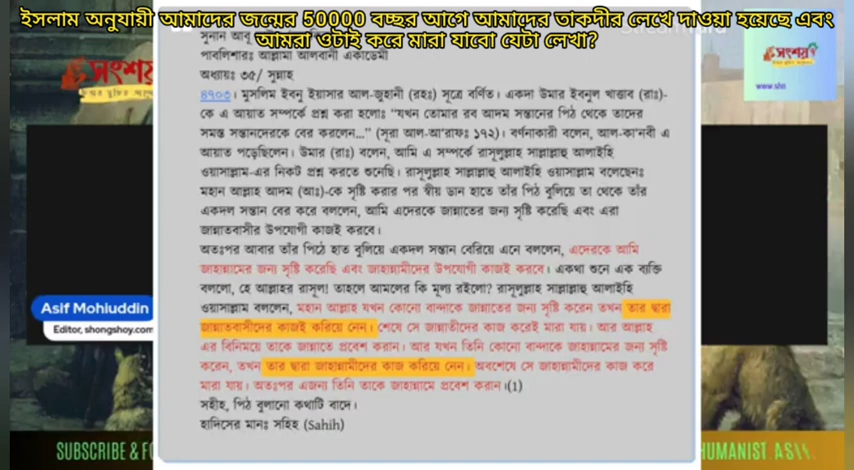 ইসলাম অনুযায়ী আমাদের জন্মের 50000 বচ্ছর আগে আমাদের তাকদীর লেখে দাওয়া হয়েছে এবং
আমরা ওটাই করে মারা যাবো যেটা লেখা?
সুনান আবু
পাবলিশারঃ আল্লামা আলবানী একাডেমী
অধ্যায়ঃ ৩৫/ সুন্নাহ
৪৭০৩। মুসলিম ইবনু ইয়াসার আল-জুহানী (রহঃ) সূত্রে বর্ণিত। একদা উমার ইবনুল খাত্তাব (রাঃ)-
কে এ আয়াত সম্পর্কে প্রশ্ন করা হলোঃ “যখন তোমার রব আদম সন্তানের পিঠ থেকে তাদের
সমস্ত সন্তানদেরকে বের করলেন...” (সূরা আল-আ'রাফঃ ১৭২)। বর্ণনাকারী বলেন, আল-কা'নবী এ
আয়াত পড়েছিলেন। উমার (রাঃ) বলেন, আমি এ সম্পর্কে রাসূলুল্লাহ সাল্লাল্লাহু আলাইহি
ওয়াসাল্লাম-এর নিকট প্রশ্ন করতে শুনেছি। রাসূলুল্লাহ সাল্লাল্লাহু আলাইহি ওয়াসাল্লাম বলেছেনঃ
মহান আল্লাহ আদম (আঃ)-কে সৃষ্টি করার পর স্বীয় ডান হাতে তাঁর পিঠ বুলিয়ে তা থেকে তাঁর
একদল সন্তান বের করে বললেন, আমি এদেরকে জান্নাতের জন্য সৃষ্টি করেছি এবং এরা
জান্নাতবাসীর উপযোগী কাজই করবে।
অতঃপর আবার তাঁর পিঠে হাত বুলিয়ে একদল সন্তান বেরিয়ে এনে বললেন, এদেরকে আমি
জাহান্নামের জন্য সৃষ্টি করেছি এবং জাহান্নামীদের উপযোগী কাজই করবে। একথা শুনে এক ব্যক্তি
বললো, হে আল্লাহর রাসূল! তাহলে আমলের কি মূল্য রইলো? রাসূলুল্লাহ সাল্লাল্লাহু আলাইহি
ওয়াসাল্লাম বললেন, মহান আল্লাহ যখন কোনো বান্দাকে জান্নাতের জন্য সৃষ্টি করেন তখন তার দ্বারা
জান্নাতবাসীদের কাজই করিয়ে নেন। শেষে সে জান্নাতীদের কাজ করেই মারা যায়। আর আল্লাহ
এর বিনিময়ে তাকে জান্নাতে প্রবেশ করান। আর যখন তিনি কোনো বান্দাকে জাহান্নামের জন্য সৃষ্টি
করেন, তখন তার দ্বারা জাহান্নামীদের কাজ করিয়ে নেন। অবশেষে সে জাহান্নামীদের কাজ করে
মারা যায়। অতঃপর এজন্য তিনি তাকে জাহান্নামে প্রবেশ করান।(1)
সহীহ, পিঠ বুলানো কথাটি বাদে।
হাদিসের মানঃ সহিহ (Sahih)
সংশয়
সংশয়
www.sho
Asif Mohiuddin
Editor, shongshoy.com
SUBSCRIBE & F
HUMANIST ASI